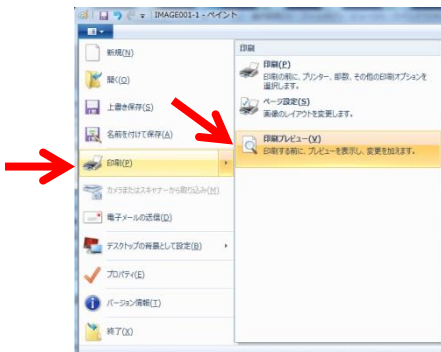 IMAGE001-1 - ペイント
新規(N)
開く(O)
上書き保存(S)
名前を付けて保存(A)
印刷(P)
カメラまたはスキャナーから取り込み(M)
電子メールの送信(D)
デスクトップの背景として設定(B)
プロパティ(E)
バージョン情報(T)
終了(X)
印刷
印刷(P)
印刷の前に、プリンター、部数、その他の印刷オプションを
選択します。
ページ設定(S)
画像のレイアウトを変更します。
印刷プレビュー(V)
印刷する前に、プレビューを表示し、変更を加えます。